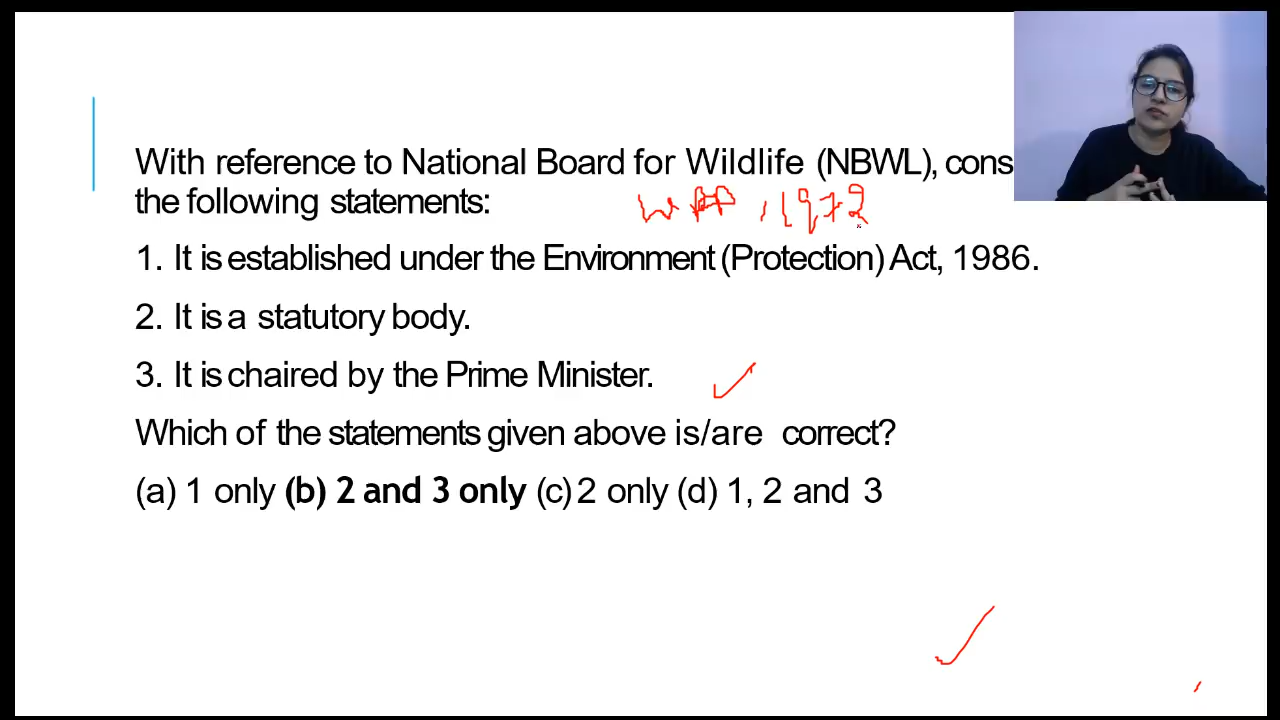 With reference to National Board for Wildlife (NBWL), cons
the following statements:
, 1972
1. It is established under the Environment (Protection) Act, 1986.
2. It is a statutory body.
3. It is chaired by the Prime Minister.
Which of the statements given above is/are correct?
(a) 1 only (b) 2 and 3 only (c) 2 only (d) 1, 2 and 3